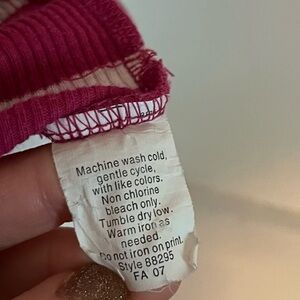 Machine wash cold,
gentle cycle,
with like colors.
Non chlorine
bleach only.
Tumble dry low.
Warm iron as
needed.
Do not iron on print.
Style 88295
FA 07